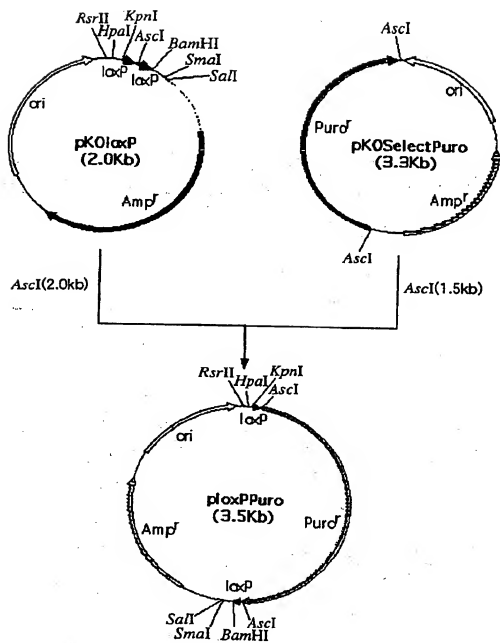 RsrII
HpaI
KpnI
AscI
BamHI
SmaI
SalI
loxP
loxP
ori
pKOloxP
(2.0Kb)
Ampr
AscI
ori
Puror
pKOSelectPuro
(3.3Kb)
Ampr
AscI
AscI(2.0kb)
AscI(1.5kb)
RsrII
HpaI
KpnI
AscI
loxP
ori
ploxPPuro
(3.5Kb)
Ampr
Puror
loxP
SalI
SmaI
BamHI
AscI